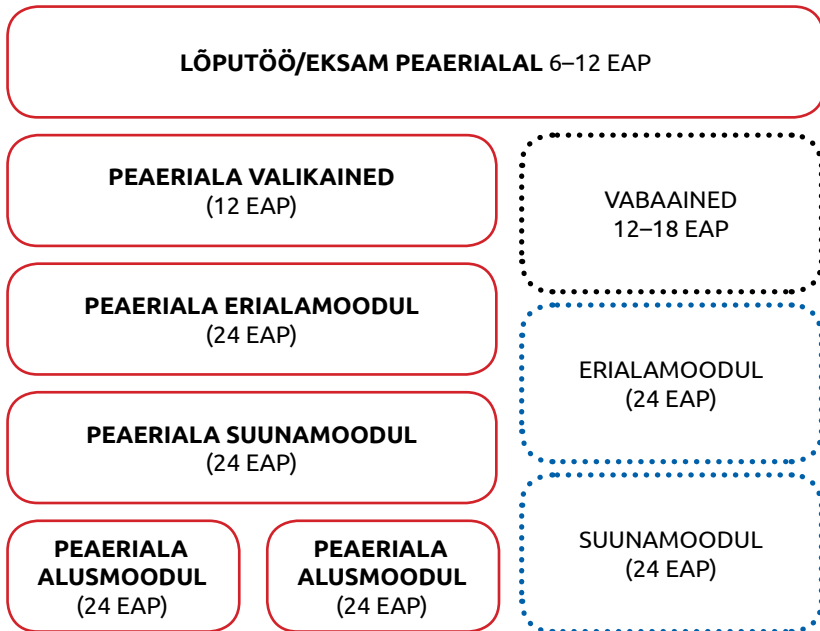 LÕPUTÖÖ/EKSAM PEAERIALAL 6–12 EAP
PEAERIALA VALIKAINED
(12 EAP)
VABAAINED
12–18 EAP
PEAERIALA ERIALAMOODUL
(24 EAP)
ERIALAMOODUL
(24 EAP)
PEAERIALA SUUNAMOODUL
(24 EAP)
PEAERIALA
ALUSMOODUL
(24 EAP)
PEAERIALA
ALUSMOODUL
(24 EAP)
SUUNAMOODUL
(24 EAP)